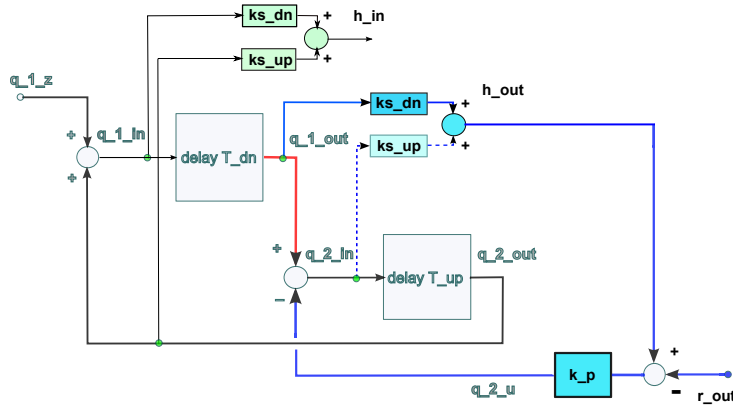 ks_dn
+
h_in
ks_up
+
q_1_z
ks_dn
+
h_out
+
q_1_in
delay T_dn
q_1_out
ks_up
+
+
+
q_2_in
q_2_out
delay T_up
−
+
k_p
q_2_u
−
r_out